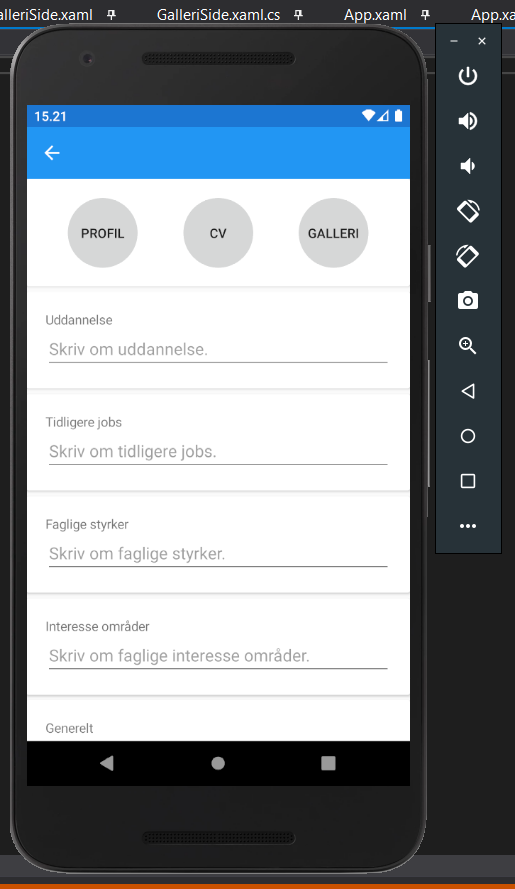 alleriSide.xaml GalleriSide.xaml.cs App.xaml App.xa
15.21
PROFIL CV GALLERI
Uddannelse
Skriv om uddannelse.
Tidligere jobs
Skriv om tidligere jobs.
Faglige styrker
Skriv om faglige styrker.
Interesse områder
Skriv om faglige interesse områder.
Generelt